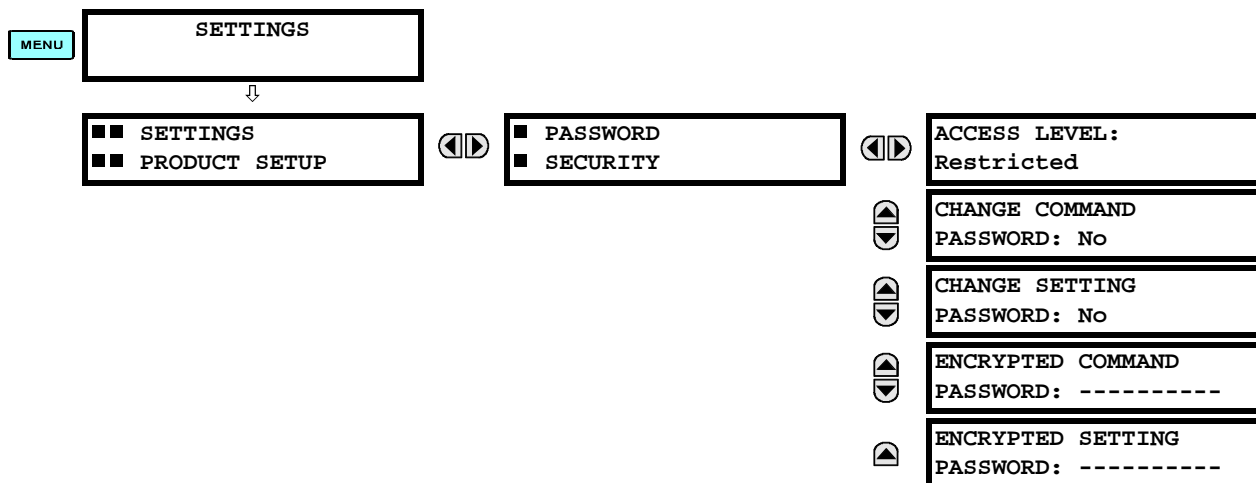 MENU
SETTINGS
SETTINGS
PRODUCT SETUP
PASSWORD
SECURITY
ACCESS LEVEL:
Restricted
CHANGE COMMAND
PASSWORD: No
CHANGE SETTING
PASSWORD: No
ENCRYPTED COMMAND
PASSWORD: ----------
ENCRYPTED SETTING
PASSWORD: ----------